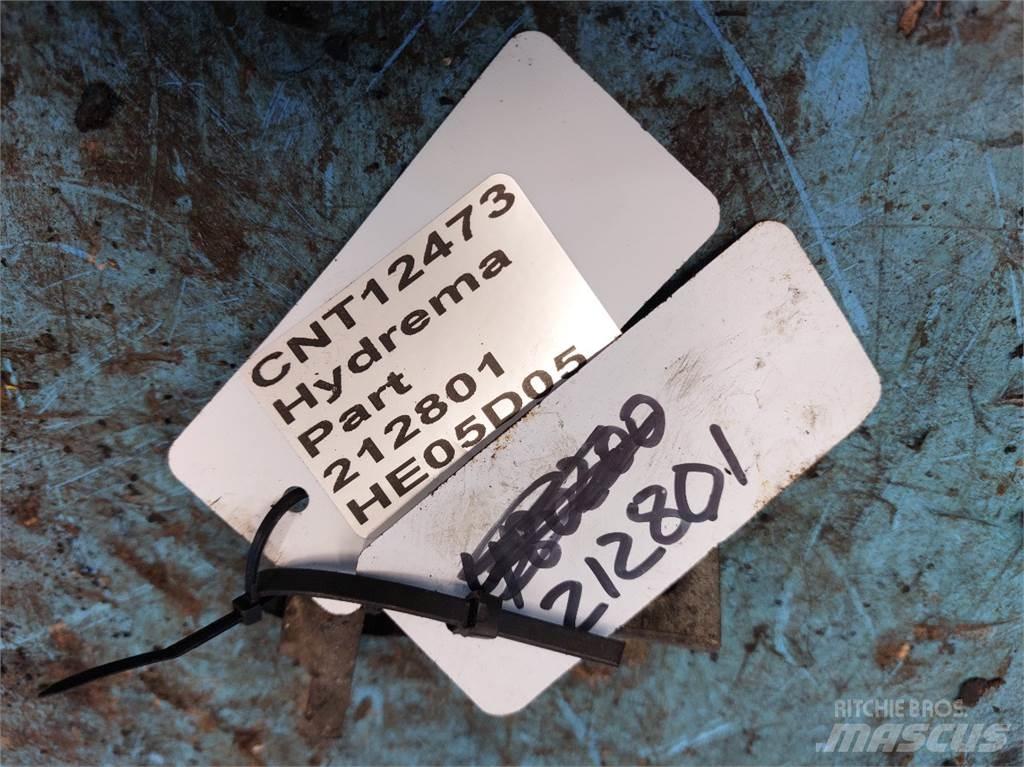 CNT12473
Hydrema
Part
212801
HE05D05
212801
RITCHIE BROS.
MASCUS